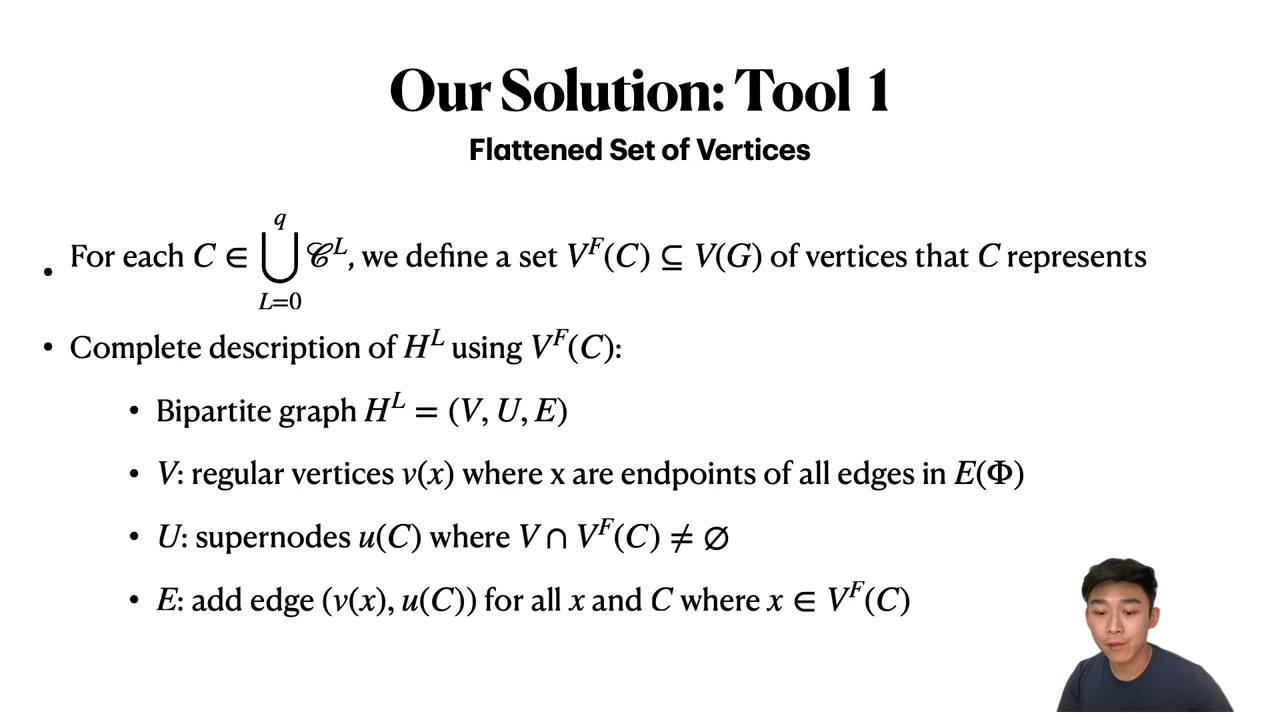 Our Solution: Tool 1
Flattened Set of Vertices
• For each C ∈ ⋃_{L=0}^{q} 𝒞^L, we define a set V^F(C) ⊆ V(G) of vertices that C represents
• Complete description of H^L using V^F(C):
• Bipartite graph H^L = (V, U, E)
• V: regular vertices v(x) where x are endpoints of all edges in E(Φ)
• U: supernodes u(C) where V ∩ V^F(C) ≠ ∅
• E: add edge (v(x), u(C)) for all x and C where x ∈ V^F(C)